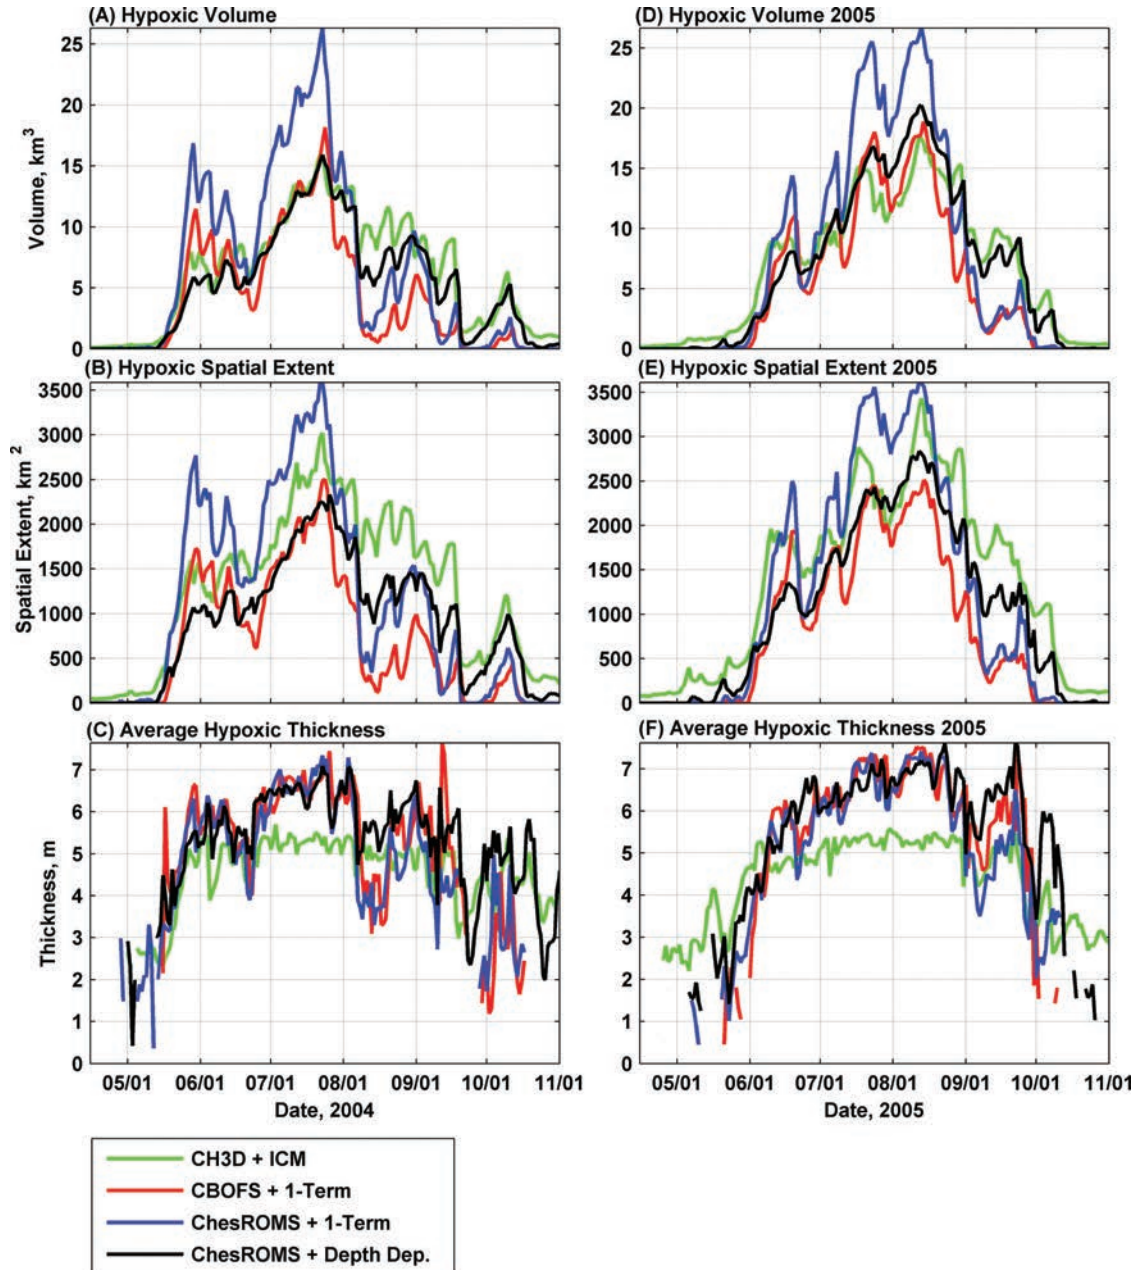 (A) Hypoxic Volume
25
20
15
10
5
0
Volume, km3
(B) Hypoxic Spatial Extent
3500
3000
2500
2000
1500
1000
500
0
Spatial Extent, km2
(C) Average Hypoxic Thickness
7
6
5
4
3
2
1
0
Thickness, m
05/01 06/01 07/01 08/01 09/01 10/01 11/01
Date, 2004
(D) Hypoxic Volume 2005
25
20
15
10
5
0
(E) Hypoxic Spatial Extent 2005
3500
3000
2500
2000
1500
1000
500
0
(F) Average Hypoxic Thickness 2005
7
6
5
4
3
2
1
0
05/01 06/01 07/01 08/01 09/01 10/01 11/01
Date, 2005
CH3D + ICM
CBOFS + 1-Term
ChesROMS + 1-Term
ChesROMS + Depth Dep.